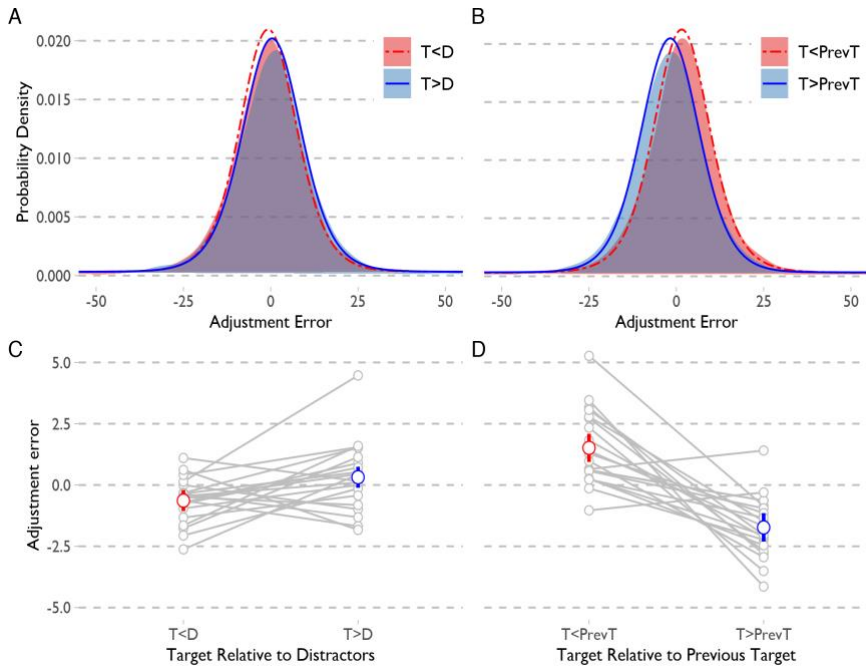 A
B
0.020
0.015
0.010
0.005
0.000
Probability Density
T<D
T>D
T<PrevT
T>PrevT
-50 -25 0 25 50
-50 -25 0 25 50
Adjustment Error
Adjustment Error
C
D
5.0
2.5
0.0
-2.5
-5.0
Adjustment error
T<D T>D
T<PrevT T>PrevT
Target Relative to Distractors
Target Relative to Previous Target